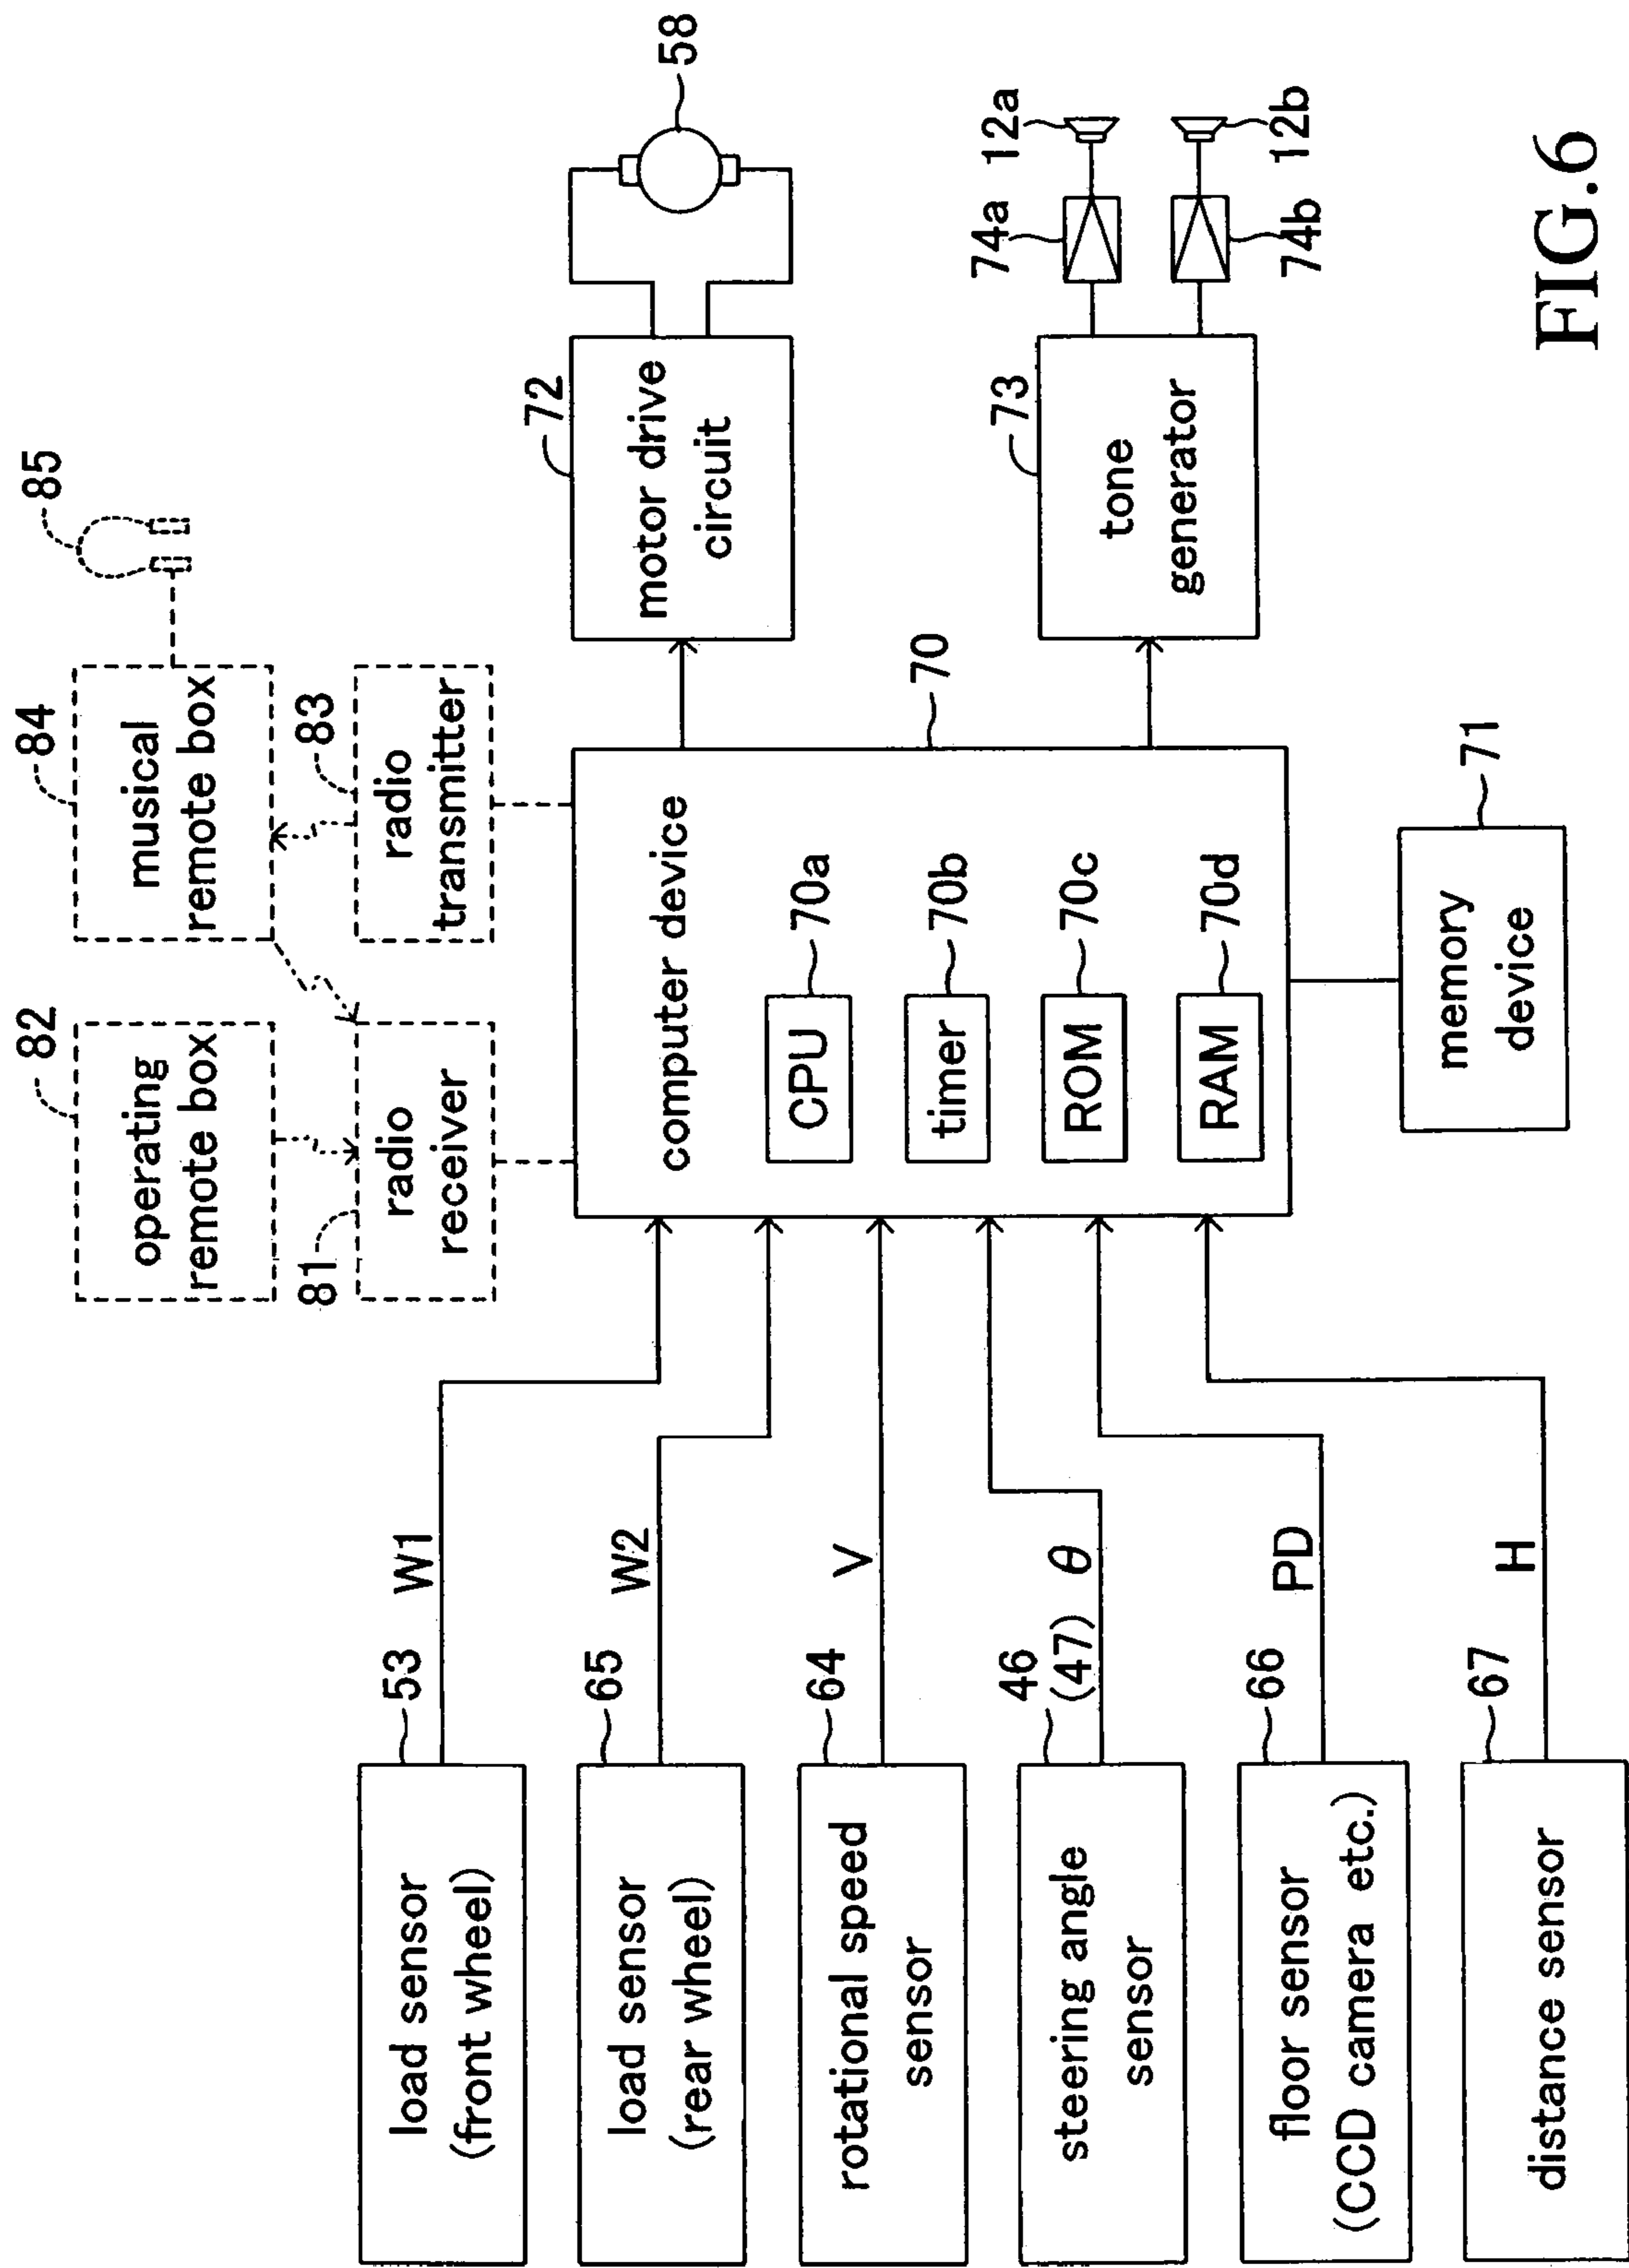 84
musical
remote box
85
82
operating
remote box
83
radio
transmitter
81
radio
receiver
53
load sensor
(front wheel)
W1
65
load sensor
(rear wheel)
W2
64
rotational speed
sensor
V
46
(47)
θ
steering angle
sensor
66
floor sensor
(CCD camera etc.)
PD
67
distance sensor
H
computer device
70
CPU
70a
timer
70b
ROM
70c
RAM
70d
memory
device
71
72
motor drive
circuit
58
73
tone
generator
74a
12a
74b
12b
FIG.6